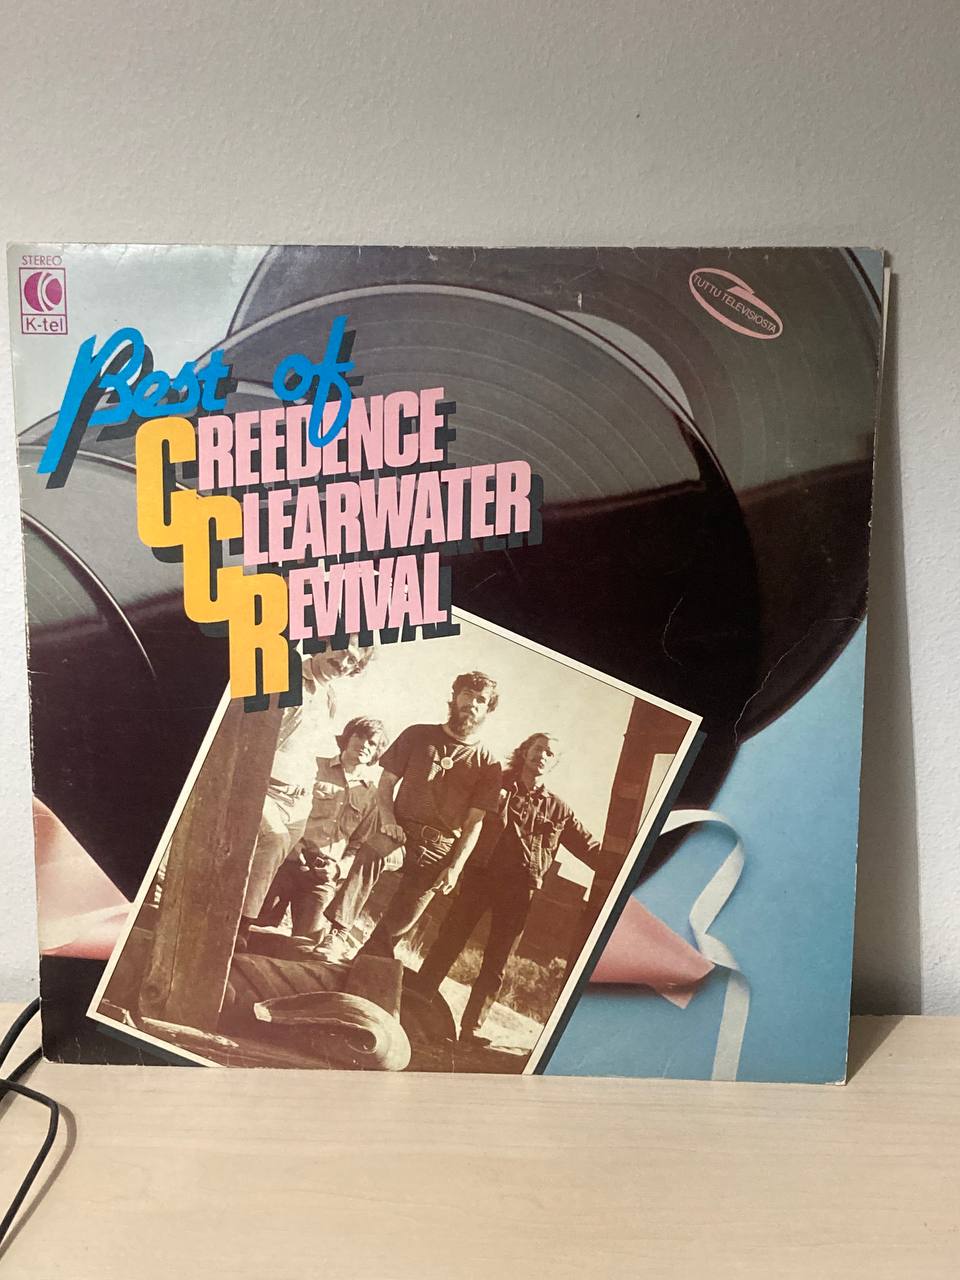 STEREO
K-tel
TUTTU TELEVISIOSTA
Best of
CREEDENCE
CLEARWATER
REVIVAL